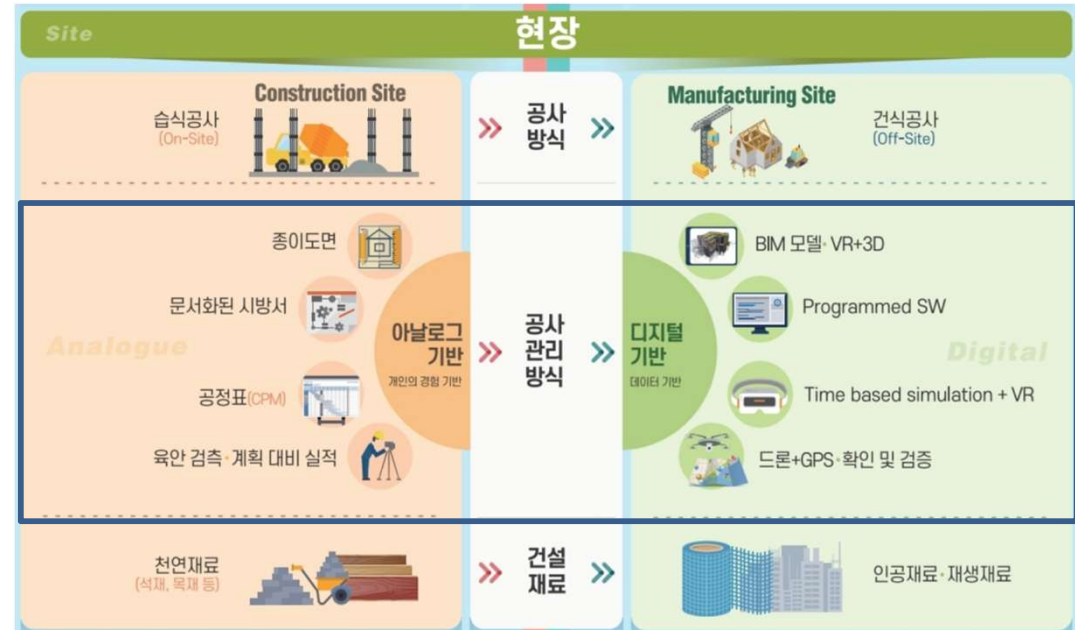 Site
현장
Construction Site
습식공사
(On-Site)
공사
방식
Manufacturing Site
건식공사
(Off-Site)
Analogue
종이도면
문서화된 시방서
공정표(CPM)
육안 검측·계획 대비 실적
아날로그
기반
개인의 경험 기반
공사
관리
방식
디지털
기반
데이터 기반
BIM 모델·VR+3D
Programmed SW
Time based simulation + VR
드론+GPS·확인 및 검증
Digital
천연재료
(석재, 목재 등)
건설
재료
인공재료·재생재료